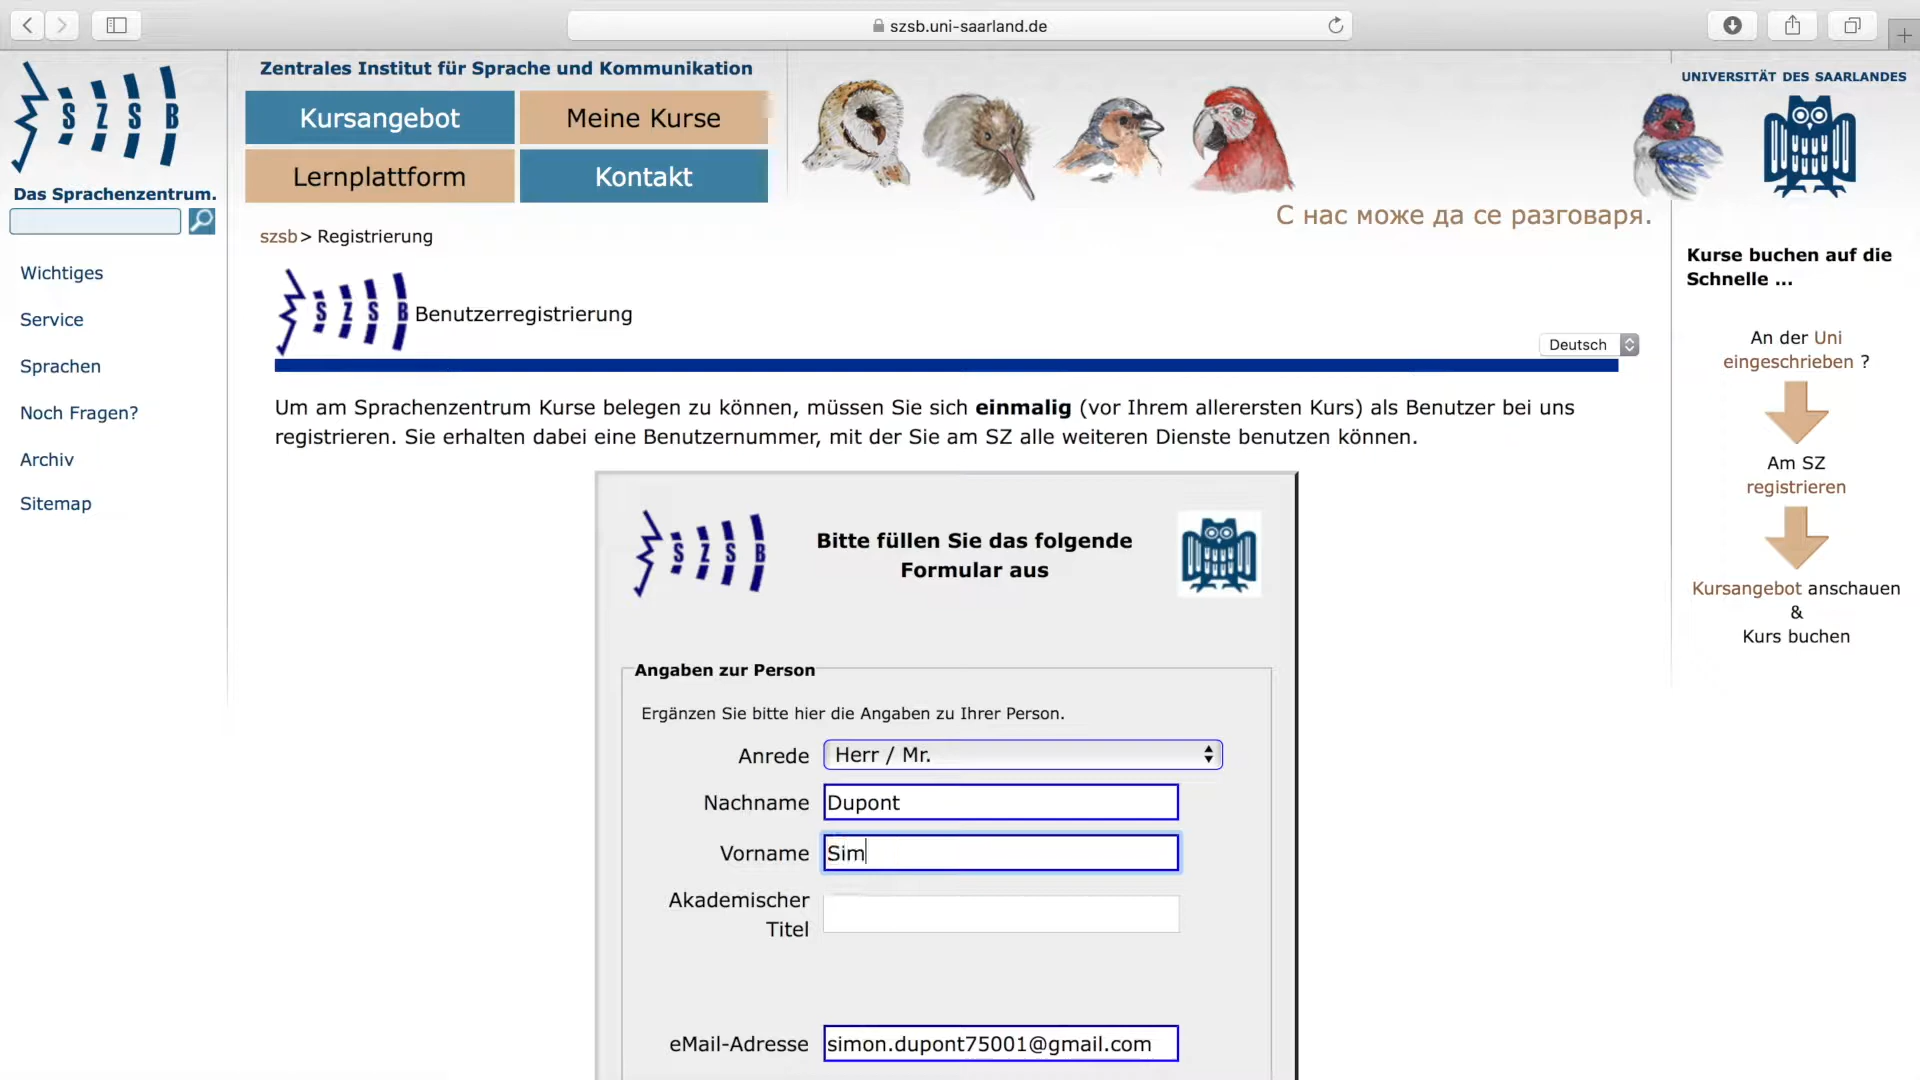 szsb.uni-saarland.de
SZSB
Das Sprachenzentrum.
Wichtiges
Service
Sprachen
Noch Fragen?
Archiv
Sitemap
Zentrales Institut für Sprache und Kommunikation
Kursangebot
Meine Kurse
Lernplattform
Kontakt
С нас може да се разговаря.
UNIVERSITÄT DES SAARLANDES
szsb > Registrierung
SZSB
Benutzerregistrierung
Deutsch
Um am Sprachenzentrum Kurse belegen zu können, müssen Sie sich einmalig (vor Ihrem allerersten Kurs) als Benutzer bei uns
registrieren. Sie erhalten dabei eine Benutzernummer, mit der Sie am SZ alle weiteren Dienste benutzen können.
SZSB
Bitte füllen Sie das folgende
Formular aus
Angaben zur Person
Ergänzen Sie bitte hier die Angaben zu Ihrer Person.
Anrede
Herr / Mr.
Nachname
Dupont
Vorname
Sim
Akademischer
Titel
eMail-Adresse
simon.dupont75001@gmail.com
Kurse buchen auf die
Schnelle ...
An der Uni
eingeschrieben ?
Am SZ
registrieren
Kursangebot anschauen
&
Kurs buchen